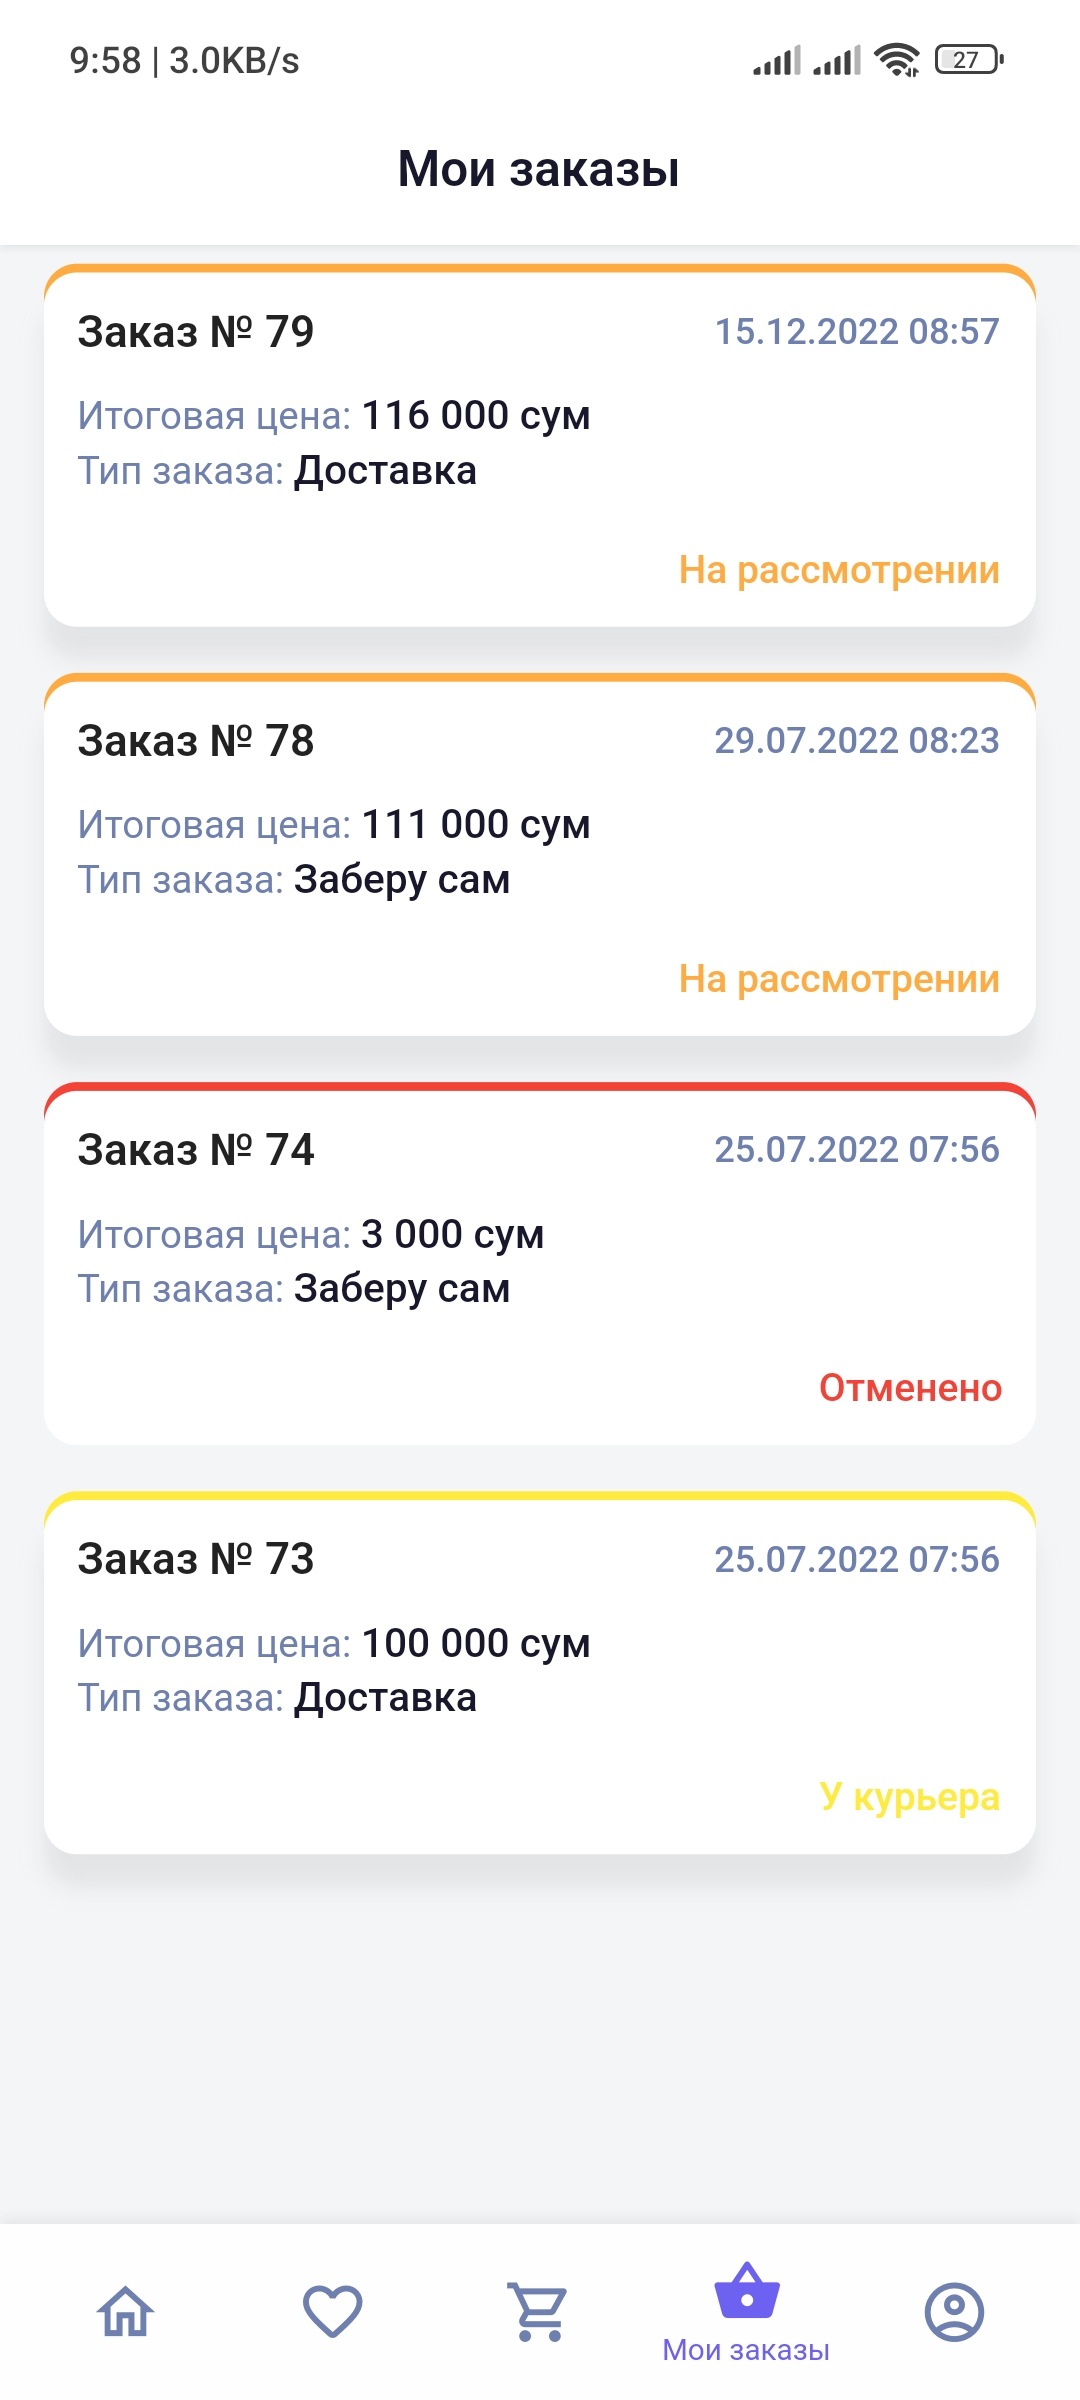 9:58 | 3.0KB/s
27
Мои заказы
Заказ № 79
15.12.2022 08:57
Итоговая цена: 116 000 сум
Тип заказа: Доставка
На рассмотрении
Заказ № 78
29.07.2022 08:23
Итоговая цена: 111 000 сум
Тип заказа: Заберу сам
На рассмотрении
Заказ № 74
25.07.2022 07:56
Итоговая цена: 3 000 сум
Тип заказа: Заберу сам
Отменено
Заказ № 73
25.07.2022 07:56
Итоговая цена: 100 000 сум
Тип заказа: Доставка
У курьера
Мои заказы